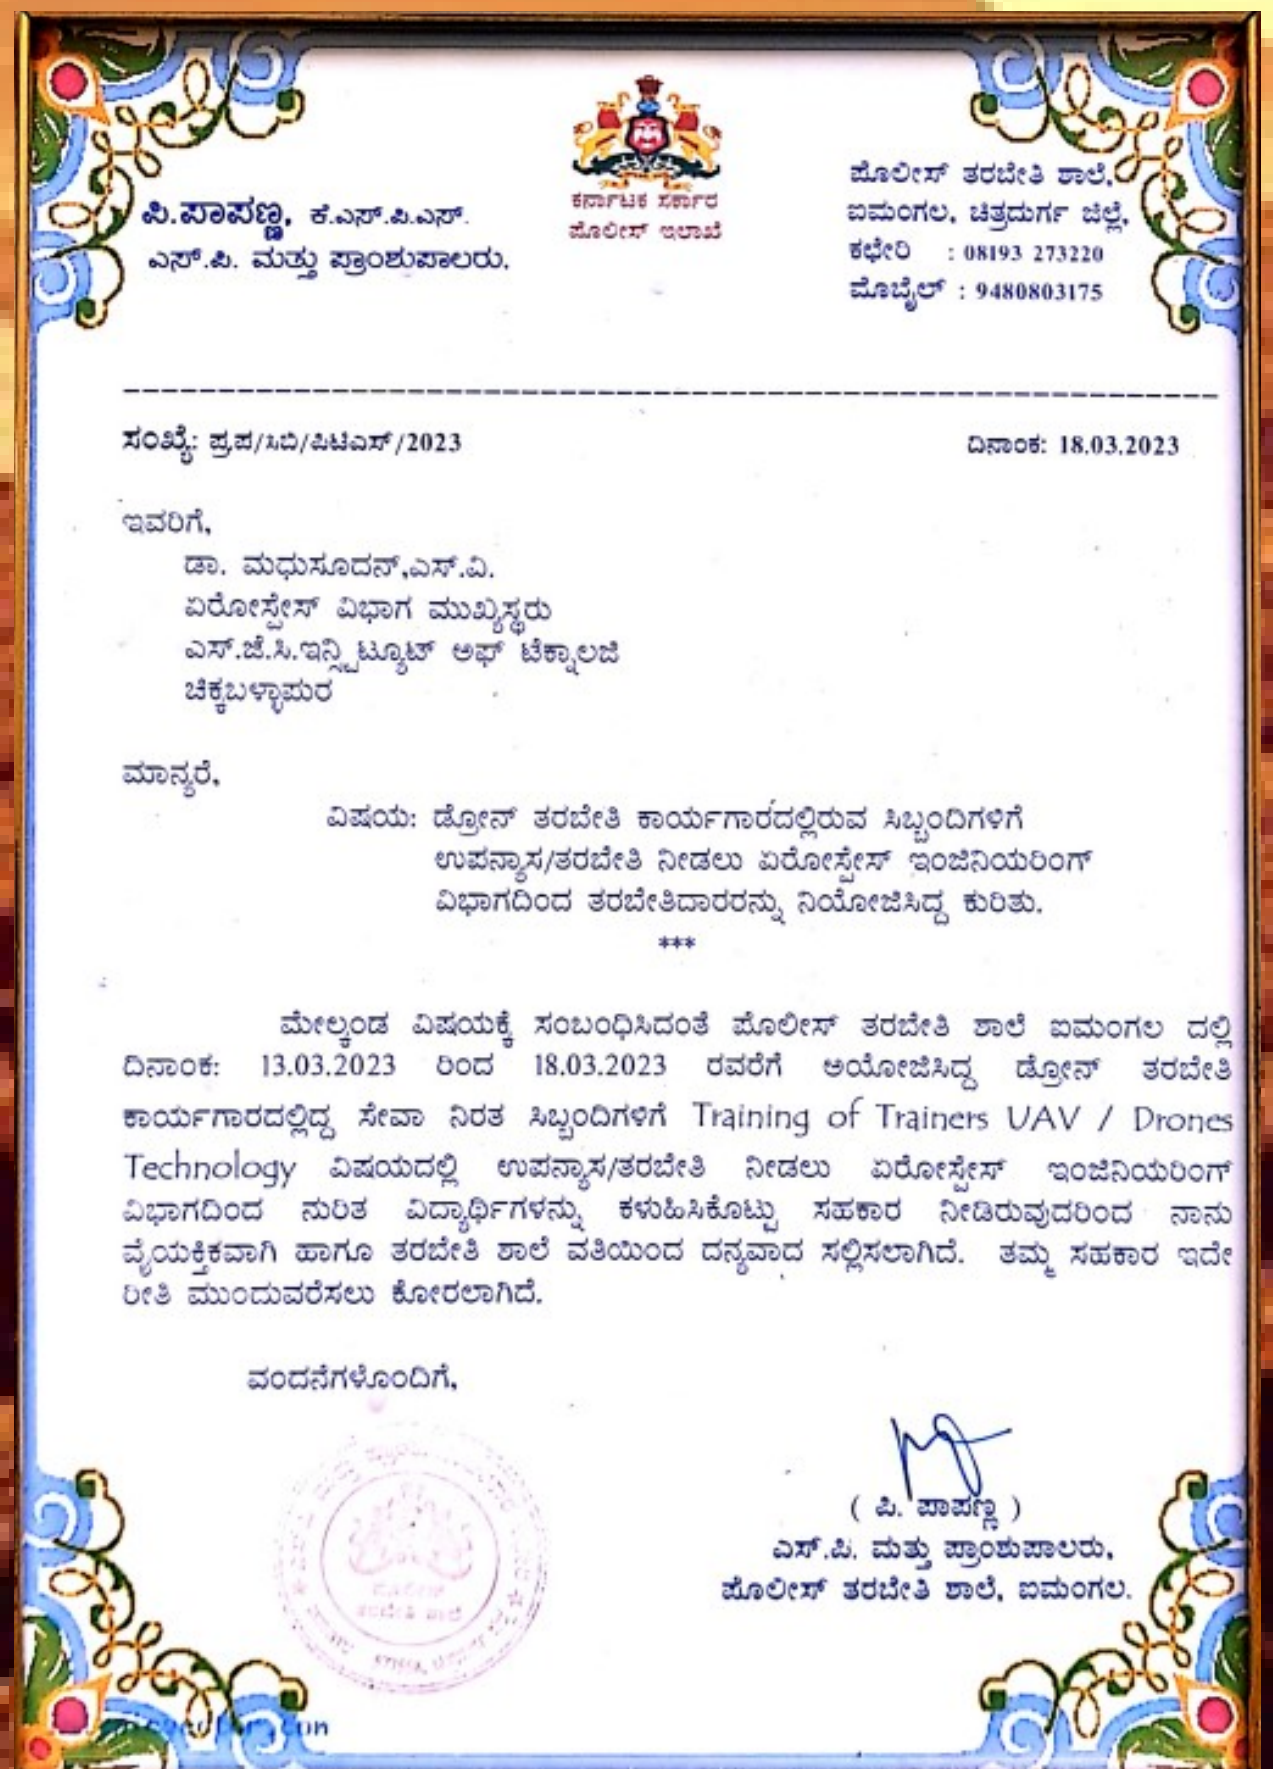 ಪಿ.ಪಾಪಣ್ಣ, ಕೆ.ಎಸ್.ಪಿ.ಎಸ್.
ಎಸ್.ಪಿ. ಮತ್ತು ಪ್ರಾಂಶುಪಾಲರು,
ಕರ್ನಾಟಕ ಸರ್ಕಾರ
ಪೊಲೀಸ್ ಇಲಾಖೆ
ಪೊಲೀಸ್ ತರಬೇತಿ ಶಾಲೆ,
ಐಮಂಗಲ, ಚಿತ್ರದುರ್ಗ ಜಿಲ್ಲೆ,
ಕಛೇರಿ : 08193 273220
ಮೊಬೈಲ್ : 9480803175
ಸಂಖ್ಯೆ: ಪ್ರಪ/ಸಿಬಿ/ಪಿಟಿಎಸ್/2023 ದಿನಾಂಕ: 18.03.2023
ಇವರಿಗೆ,
ಡಾ. ಮಧುಸೂದನ್,ಎಸ್.ವಿ.
ಏರೋಸ್ಪೇಸ್ ವಿಭಾಗ ಮುಖ್ಯಸ್ಥರು
ಎಸ್.ಜೆ.ಸಿ.ಇನ್ಸ್ಟಿಟ್ಯೂಟ್ ಆಫ್ ಟೆಕ್ನಾಲಜಿ
ಚಿಕ್ಕಬಳ್ಳಾಪುರ
ಮಾನ್ಯರೆ,
ವಿಷಯ: ಡ್ರೋನ್ ತರಬೇತಿ ಕಾರ್ಯಗಾರದಲ್ಲಿರುವ ಸಿಬ್ಬಂದಿಗಳಿಗೆ
ಉಪನ್ಯಾಸ/ತರಬೇತಿ ನೀಡಲು ಏರೋಸ್ಪೇಸ್ ಇಂಜಿನಿಯರಿಂಗ್
ವಿಭಾಗದಿಂದ ತರಬೇತಿದಾರರನ್ನು ನಿಯೋಜಿಸಿದ್ದ ಕುರಿತು.
***
ಮೇಲ್ಕಂಡ ವಿಷಯಕ್ಕೆ ಸಂಬಂಧಿಸಿದಂತೆ ಪೊಲೀಸ್ ತರಬೇತಿ ಶಾಲೆ ಐಮಂಗಲ ದಲ್ಲಿ
ದಿನಾಂಕ: 13.03.2023 ರಿಂದ 18.03.2023 ರವರೆಗೆ ಆಯೋಜಿಸಿದ್ದ ಡ್ರೋನ್ ತರಬೇತಿ
ಕಾರ್ಯಗಾರದಲ್ಲಿದ್ದ ಸೇವಾ ನಿರತ ಸಿಬ್ಬಂದಿಗಳಿಗೆ Training of Trainers UAV / Drones
Technology ವಿಷಯದಲ್ಲಿ ಉಪನ್ಯಾಸ/ತರಬೇತಿ ನೀಡಲು ಏರೋಸ್ಪೇಸ್ ಇಂಜಿನಿಯರಿಂಗ್
ವಿಭಾಗದಿಂದ ನುರಿತ ವಿದ್ಯಾರ್ಥಿಗಳನ್ನು ಕಳುಹಿಸಿಕೊಟ್ಟು ಸಹಕಾರ ನೀಡಿರುವುದರಿಂದ ನಾನು
ವೈಯಕ್ತಿಕವಾಗಿ ಹಾಗೂ ತರಬೇತಿ ಶಾಲೆ ವತಿಯಿಂದ ದನ್ಯವಾದ ಸಲ್ಲಿಸಲಾಗಿದೆ. ತಮ್ಮ ಸಹಕಾರ ಇದೇ
ರೀತಿ ಮುಂದುವರೆಸಲು ಕೋರಲಾಗಿದೆ.
ವಂದನೆಗಳೊಂದಿಗೆ,
( ಪಿ. ಪಾಪಣ್ಣ )
ಎಸ್.ಪಿ. ಮತ್ತು ಪ್ರಾಂಶುಪಾಲರು,
ಪೊಲೀಸ್ ತರಬೇತಿ ಶಾಲೆ, ಐಮಂಗಲ.
ಪೊಲೀಸ್
ತರಬೇತಿ ಶಾಲೆ